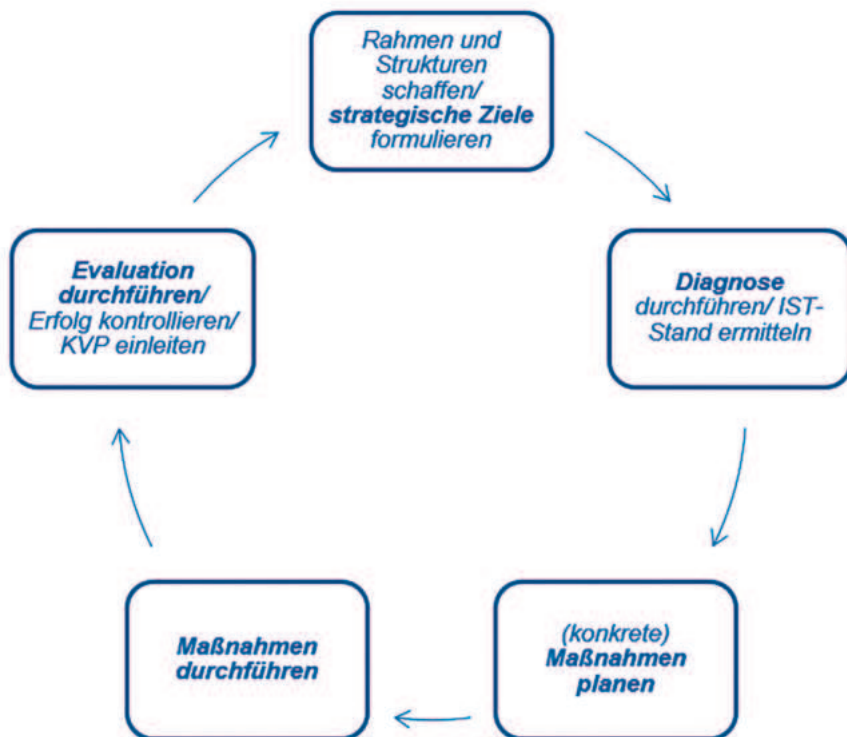 Rahmen und
Strukturen
schaffen/
strategische Ziele
formulieren
Diagnose
durchführen/ IST-
Stand ermitteln
(konkrete)
Maßnahmen
planen
Maßnahmen
durchführen
Evaluation
durchführen/
Erfolg kontrollieren/
KVP einleiten